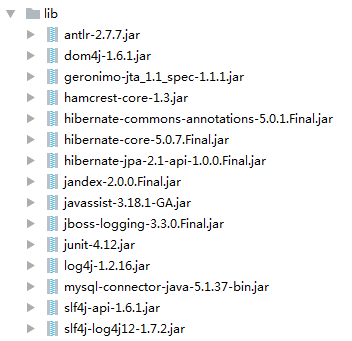 lib
antlr-2.7.7.jar
dom4j-1.6.1.jar
geronimo-jta_1.1_spec-1.1.1.jar
hamcrest-core-1.3.jar
hibernate-commons-annotations-5.0.1.Final.jar
hibernate-core-5.0.7.Final.jar
hibernate-jpa-2.1-api-1.0.0.Final.jar
jandex-2.0.0.Final.jar
javassist-3.18.1-GA.jar
jboss-logging-3.3.0.Final.jar
junit-4.12.jar
log4j-1.2.16.jar
mysql-connector-java-5.1.37-bin.jar
slf4j-api-1.6.1.jar
slf4j-log4j12-1.7.2.jar